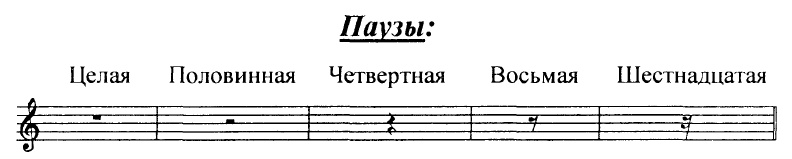 Паузы:
Целая Половинная Четвертная Восьмая Шестнадцатая